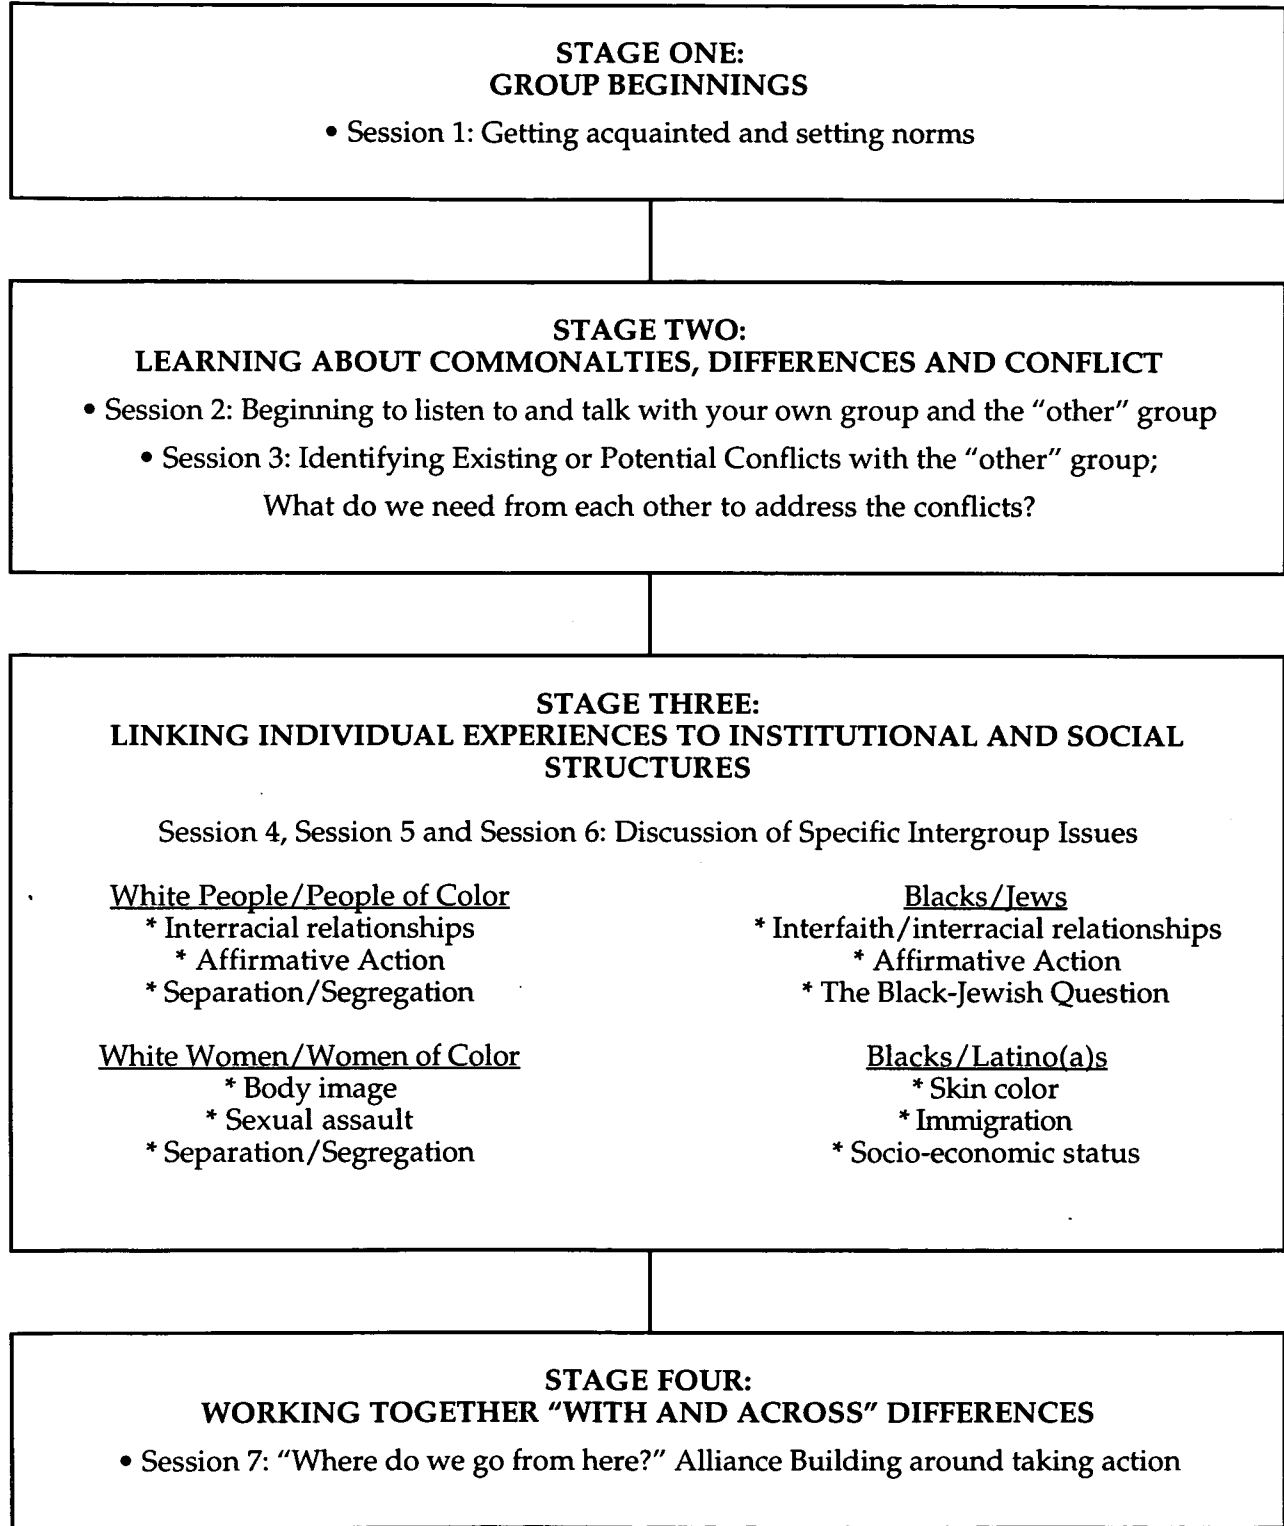 STAGE ONE:
GROUP BEGINNINGS
• Session 1: Getting acquainted and setting norms
STAGE TWO:
LEARNING ABOUT COMMONALTIES, DIFFERENCES AND CONFLICT
• Session 2: Beginning to listen to and talk with your own group and the “other” group
• Session 3: Identifying Existing or Potential Conflicts with the “other” group;
What do we need from each other to address the conflicts?
STAGE THREE:
LINKING INDIVIDUAL EXPERIENCES TO INSTITUTIONAL AND SOCIAL
STRUCTURES
Session 4, Session 5 and Session 6: Discussion of Specific Intergroup Issues
White People/People of Color
* Interracial relationships
* Affirmative Action
* Separation/Segregation
Blacks/Jews
* Interfaith/interracial relationships
* Affirmative Action
* The Black-Jewish Question
White Women/Women of Color
* Body image
* Sexual assault
* Separation/Segregation
Blacks/Latino(a)s
* Skin color
* Immigration
* Socio-economic status
STAGE FOUR:
WORKING TOGETHER “WITH AND ACROSS” DIFFERENCES
• Session 7: “Where do we go from here?” Alliance Building around taking action